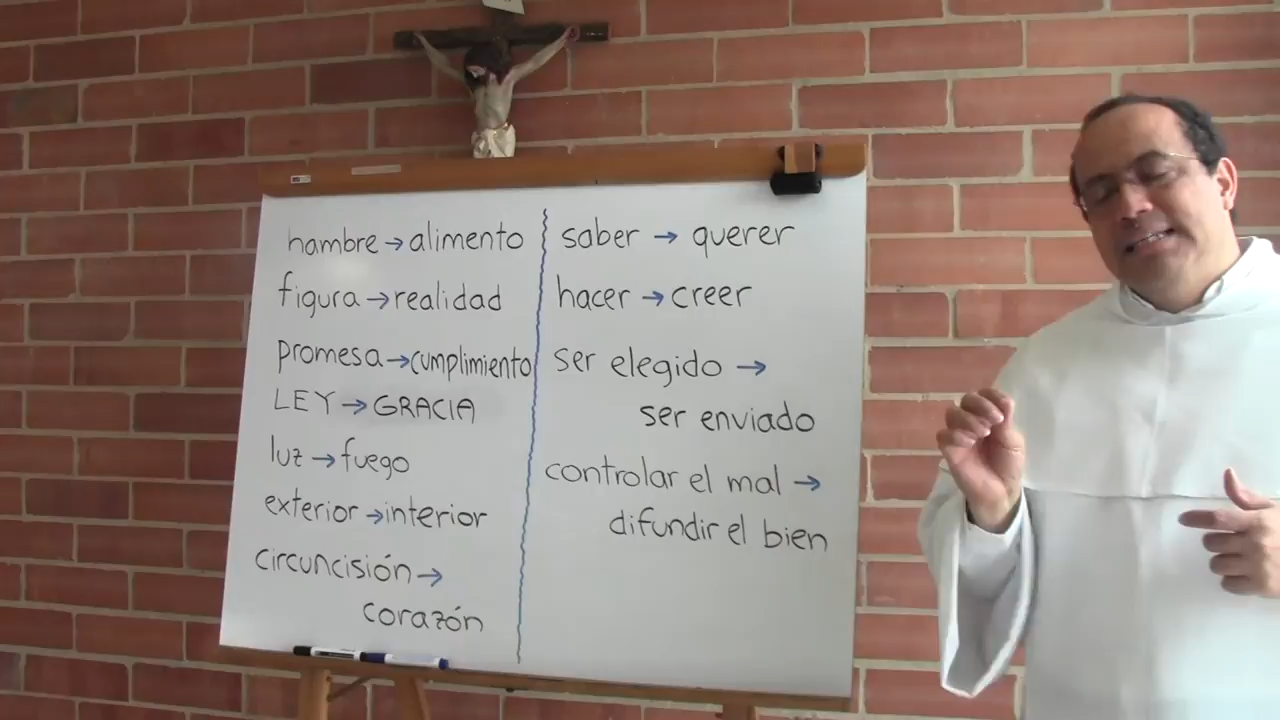 hambre → alimento
figura → realidad
promesa → cumplimiento
LEY → GRACIA
luz → fuego
exterior → interior
circuncisión →
corazón
saber → querer
hacer → creer
ser elegido →
ser enviado
controlar el mal →
difundir el bien